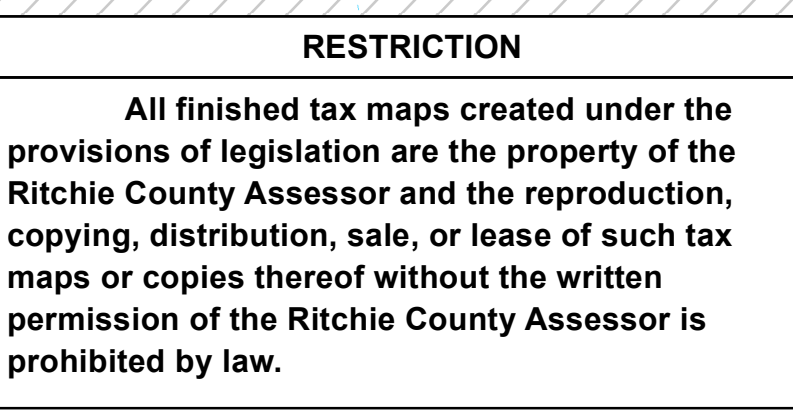 RESTRICTION
All finished tax maps created under the
provisions of legislation are the property of the
Ritchie County Assessor and the reproduction,
copying, distribution, sale, or lease of such tax
maps or copies thereof without the written
permission of the Ritchie County Assessor is
prohibited by law.